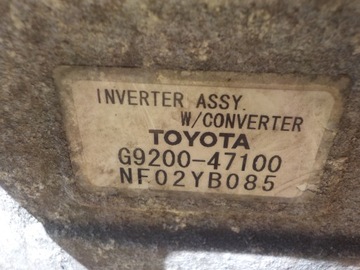 INVERTER ASSY.
W/CONVERTER
TOYOTA
G9200-47100
NF02YB085